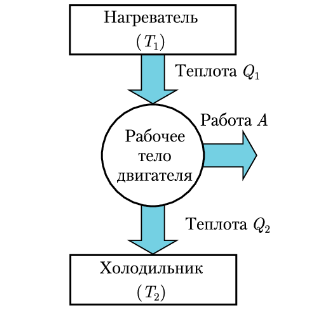 Нагреватель
(T₁)
Теплота Q₁
Работа A
Рабочее
тело
двигателя
Теплота Q₂
Холодильник
(T₂)